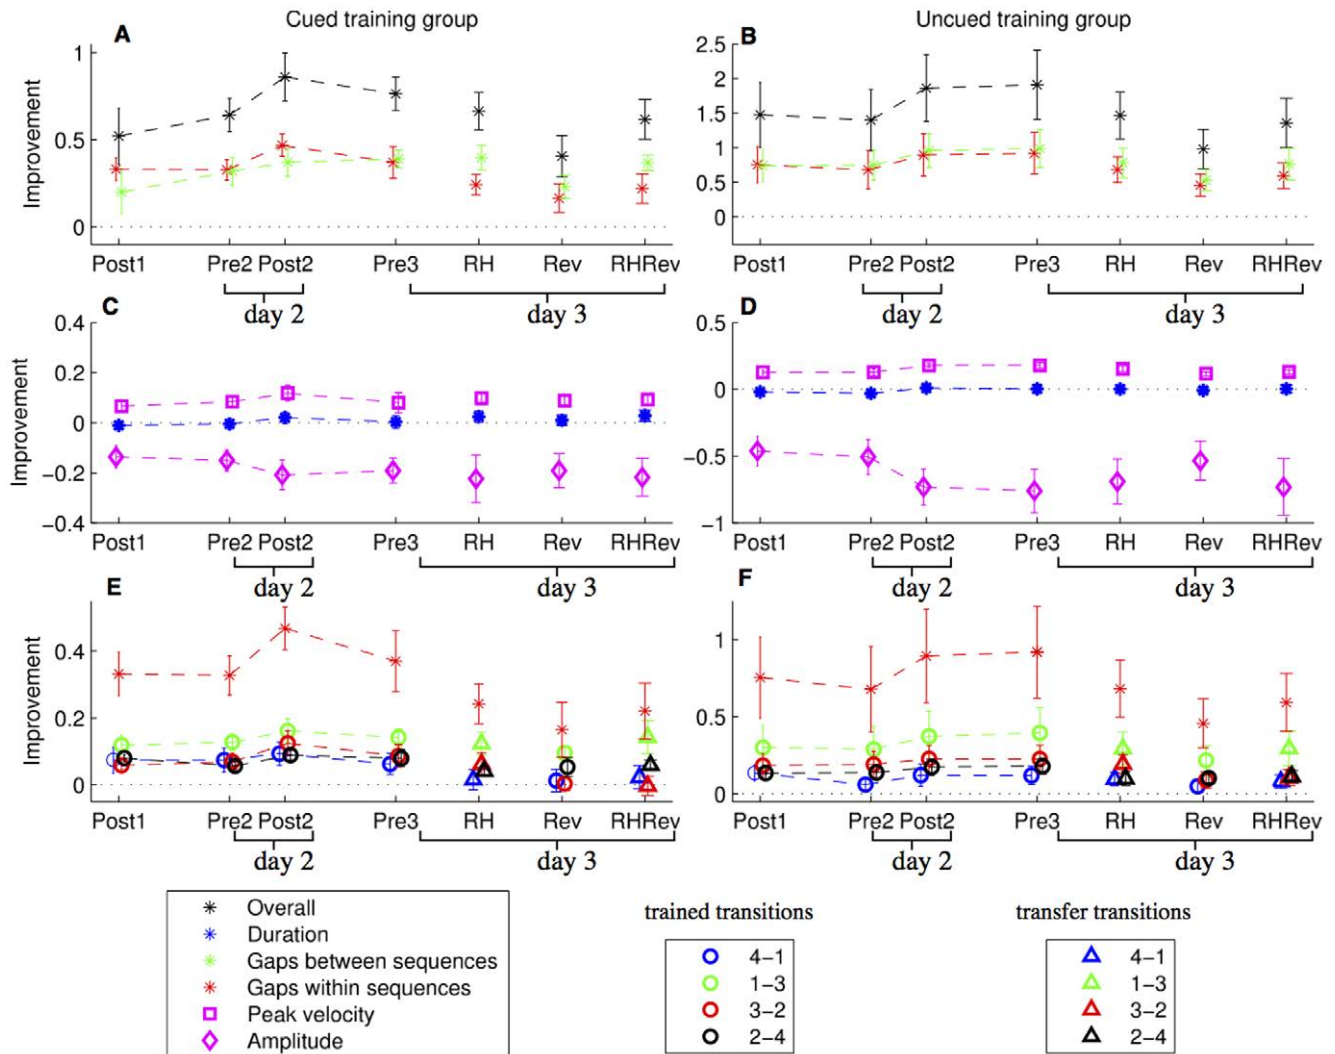 Cued training group
Uncued training group
A
B
Improvement
1
0.5
0
2.5
2
1.5
1
0.5
0
Post1 Pre2 Post2 Pre3 RH Rev RHRev
Post1 Pre2 Post2 Pre3 RH Rev RHRev
day 2 day 3
day 2 day 3
C
D
Improvement
0.4
0.2
0
−0.2
−0.4
0.5
0
−0.5
−1
Post1 Pre2 Post2 Pre3 RH Rev RHRev
Post1 Pre2 Post2 Pre3 RH Rev RHRev
day 2 day 3
day 2 day 3
E
F
Improvement
0.4
0.2
0
1
0.5
0
Post1 Pre2 Post2 Pre3 RH Rev RHRev
Post1 Pre2 Post2 Pre3 RH Rev RHRev
day 2 day 3
day 2 day 3
Overall
Duration
Gaps between sequences
Gaps within sequences
Peak velocity
Amplitude
trained transitions
4−1
1−3
3−2
2−4
transfer transitions
4−1
1−3
3−2
2−4